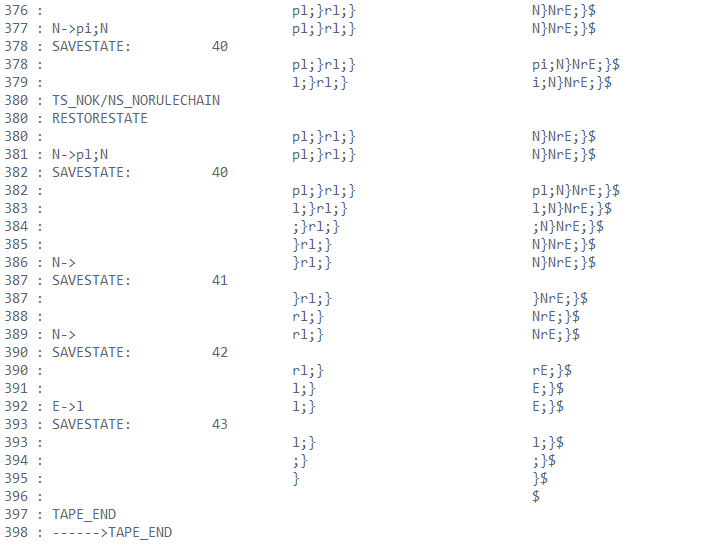 376 :                               pl;}rl;}                      N}NrE;}$
377 : N->pi;N                       pl;}rl;}                      N}NrE;}$
378 : SAVESTATE:          40
378 :                               pl;}rl;}                      pi;N}NrE;}$
379 :                               l;}rl;}                       i;N}NrE;}$
380 : TS_NOK/NS_NORULECHAIN
380 : RESTORESTATE
380 :                               pl;}rl;}                      N}NrE;}$
381 : N->pl;N                       pl;}rl;}                      N}NrE;}$
382 : SAVESTATE:          40
382 :                               pl;}rl;}                      pl;N}NrE;}$
383 :                               l;}rl;}                       l;N}NrE;}$
384 :                               ;}rl;}                        ;N}NrE;}$
385 :                               }rl;}                         N}NrE;}$
386 : N->                           }rl;}                         N}NrE;}$
387 : SAVESTATE:          41
387 :                               }rl;}                         }NrE;}$
388 :                               rl;}                          NrE;}$
389 : N->                           rl;}                          NrE;}$
390 : SAVESTATE:          42
390 :                               rl;}                          rE;}$
391 :                               l;}                           E;}$
392 : E->l                          l;}                           E;}$
393 : SAVESTATE:          43
393 :                               l;}                           l;}$
394 :                               ;}                            ;}$
395 :                               }                             }$
396 :                                                             $
397 : TAPE_END
398 : ------>TAPE_END